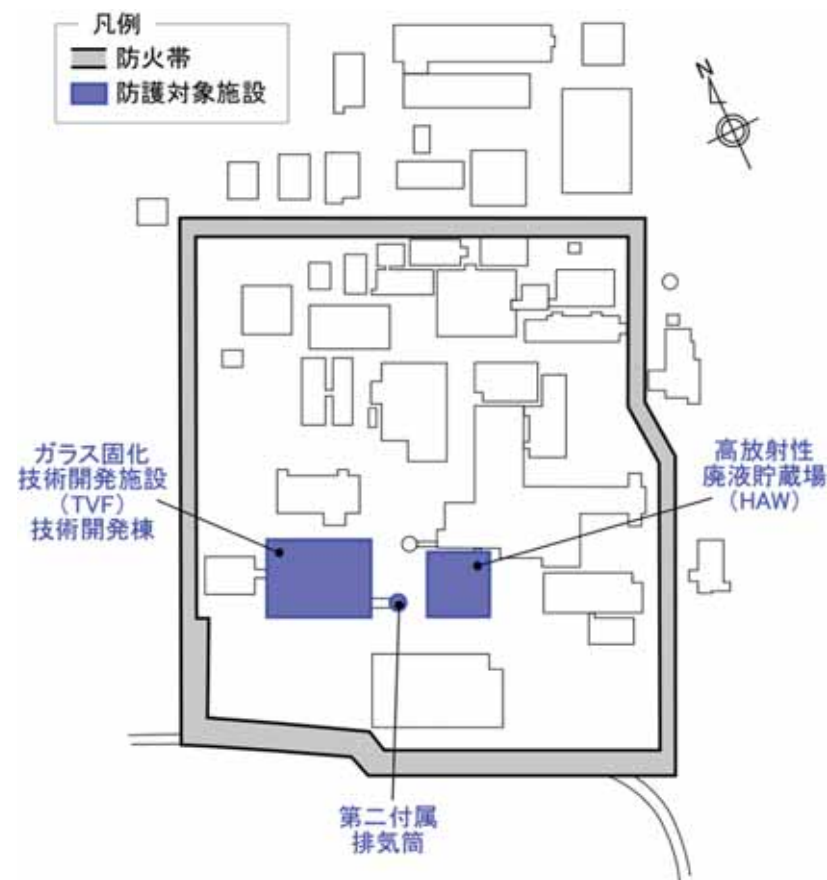 凡例
防火帯
防護対象施設
N
ガラス固化
技術開発施設
（TVF）
技術開発棟
高放射性
廃液貯蔵場
（HAW）
第二付属
排気筒